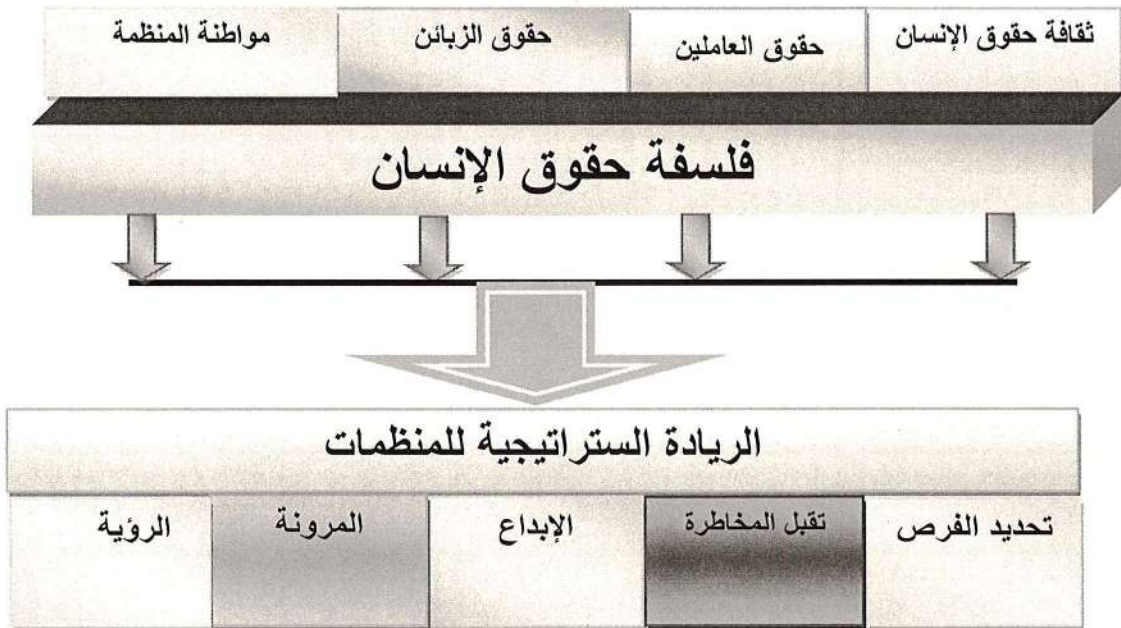 ثقافة حقوق الإنسان
حقوق العاملين
حقوق الزبائن
مواطنة المنظمة
فلسفة حقوق الإنسان
الريادة الستراتيجية للمنظمات
تحديد الفرص
تقبل المخاطرة
الإبداع
المرونة
الرؤية